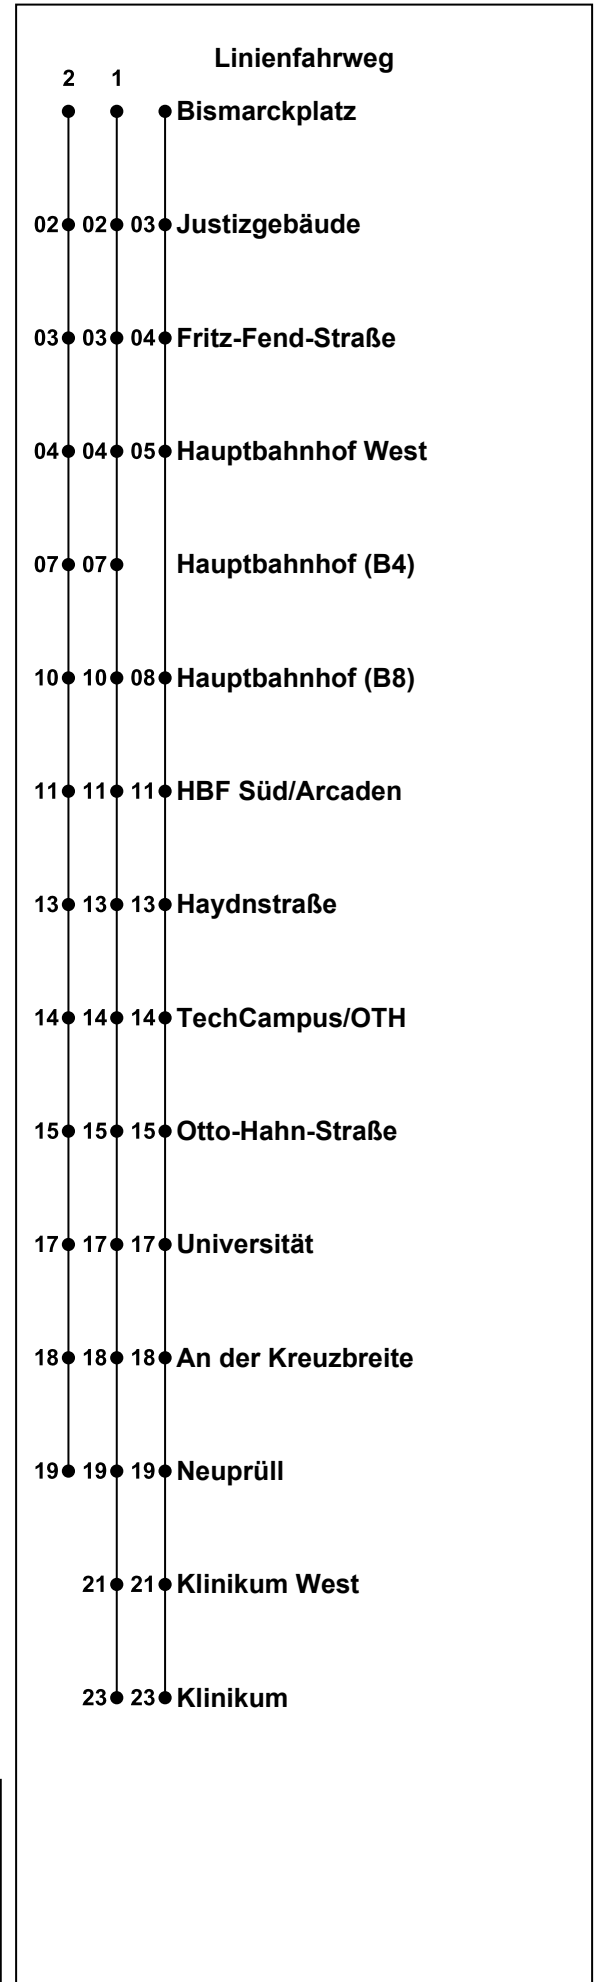 Linienfahrweg
2 1
Bismarckplatz
02 02 03 Justizgebäude
03 03 04 Fritz-Fend-Straße
04 04 05 Hauptbahnhof West
07 07 Hauptbahnhof (B4)
10 10 08 Hauptbahnhof (B8)
11 11 11 HBF Süd/Arcaden
13 13 13 Haydnstraße
14 14 14 TechCampus/OTH
15 15 15 Otto-Hahn-Straße
17 17 17 Universität
18 18 18 An der Kreuzbreite
19 19 19 Neuprüll
21 21 Klinikum West
23 23 Klinikum